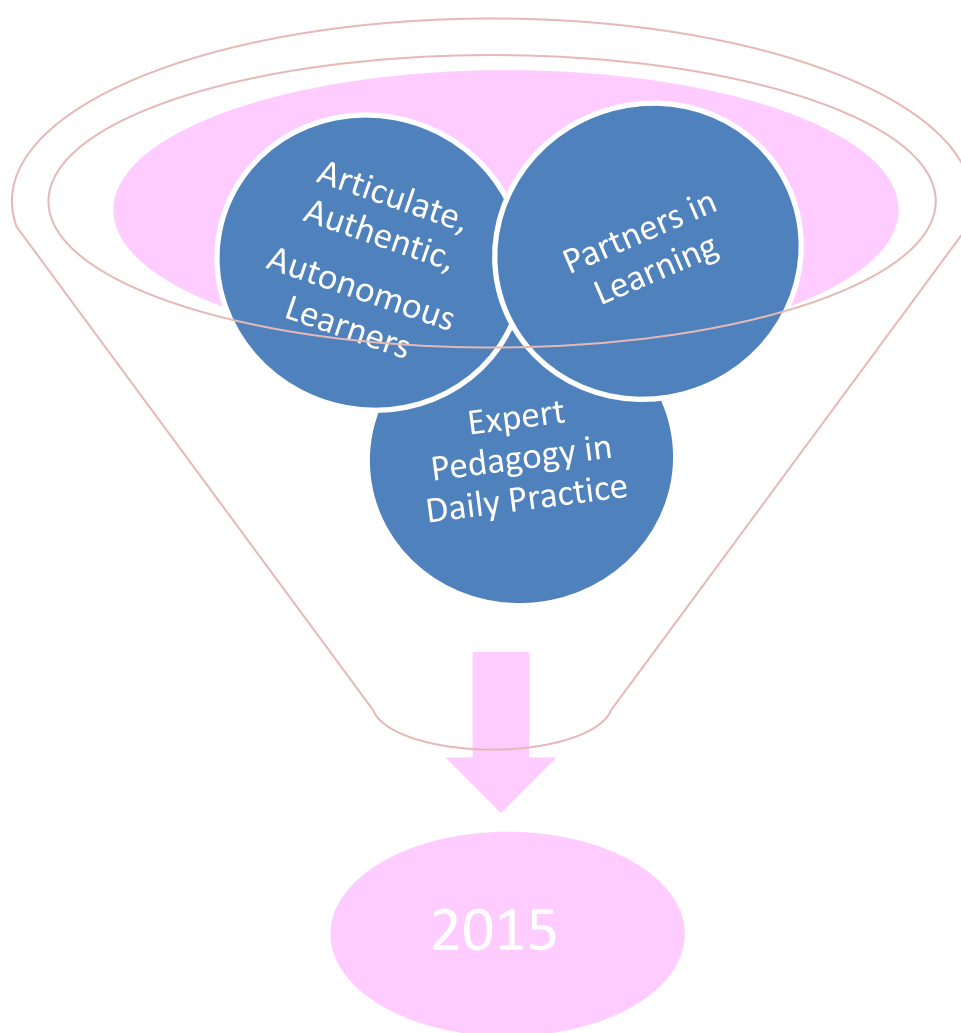 Articulate,
Authentic,
Autonomous
Learners
Partners in
Learning
Expert
Pedagogy in
Daily Practice
2015